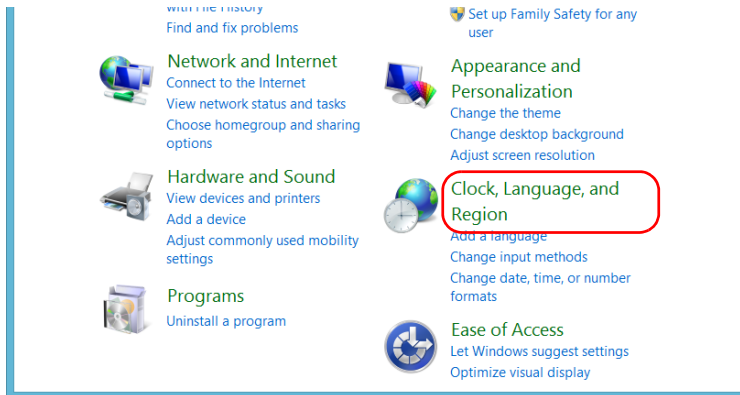 with File History
Find and fix problems
Network and Internet
Connect to the Internet
View network status and tasks
Choose homegroup and sharing
options
Hardware and Sound
View devices and printers
Add a device
Adjust commonly used mobility
settings
Programs
Uninstall a program
Set up Family Safety for any
user
Appearance and
Personalization
Change the theme
Change desktop background
Adjust screen resolution
Clock, Language, and
Region
Add a language
Change input methods
Change date, time, or number
formats
Ease of Access
Let Windows suggest settings
Optimize visual display